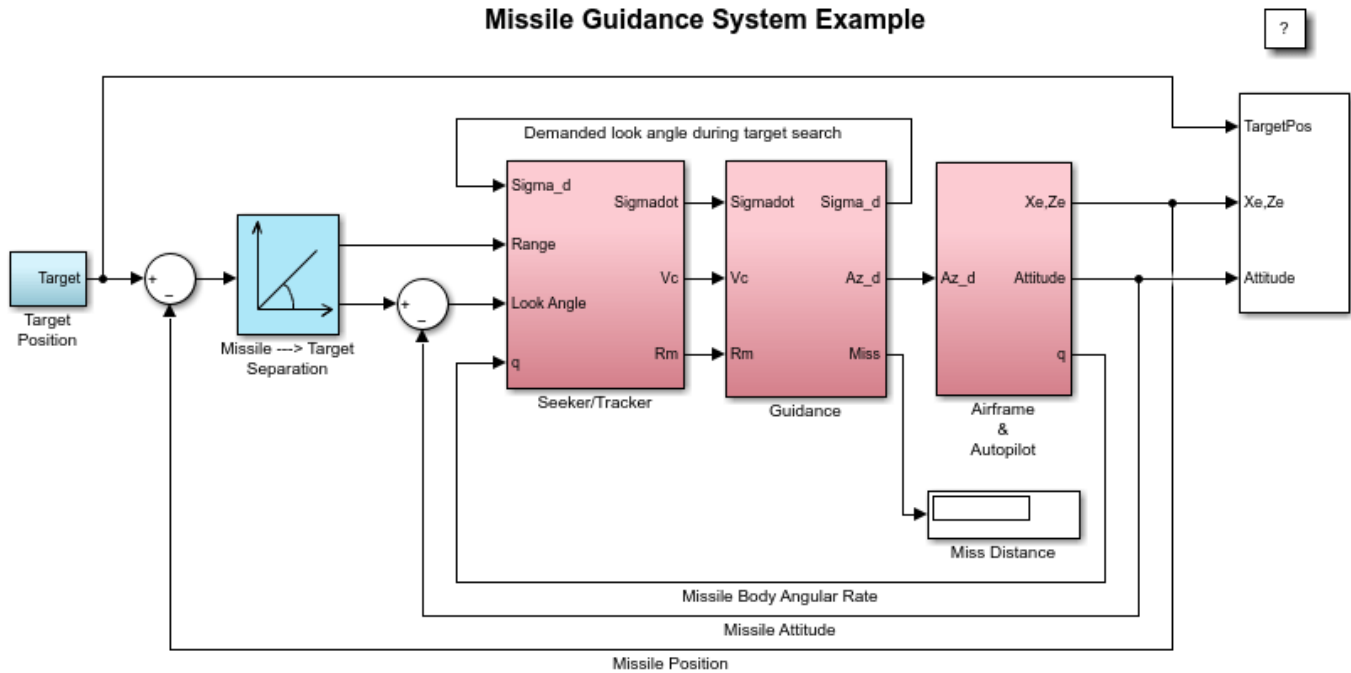 Missile Guidance System Example
?
Demanded look angle during target search
TargetPos
Xe,Ze
Attitude
Target
Target
Position
+
−
Missile ---> Target
Separation
+
−
Sigma_d
Range
Look Angle
q
Sigmadot
Vc
Rm
Seeker/Tracker
Sigmadot
Vc
Rm
Sigma_d
Az_d
Miss
Guidance
Az_d
Xe,Ze
Attitude
q
Airframe
&
Autopilot
Miss Distance
Missile Body Angular Rate
Missile Attitude
Missile Position